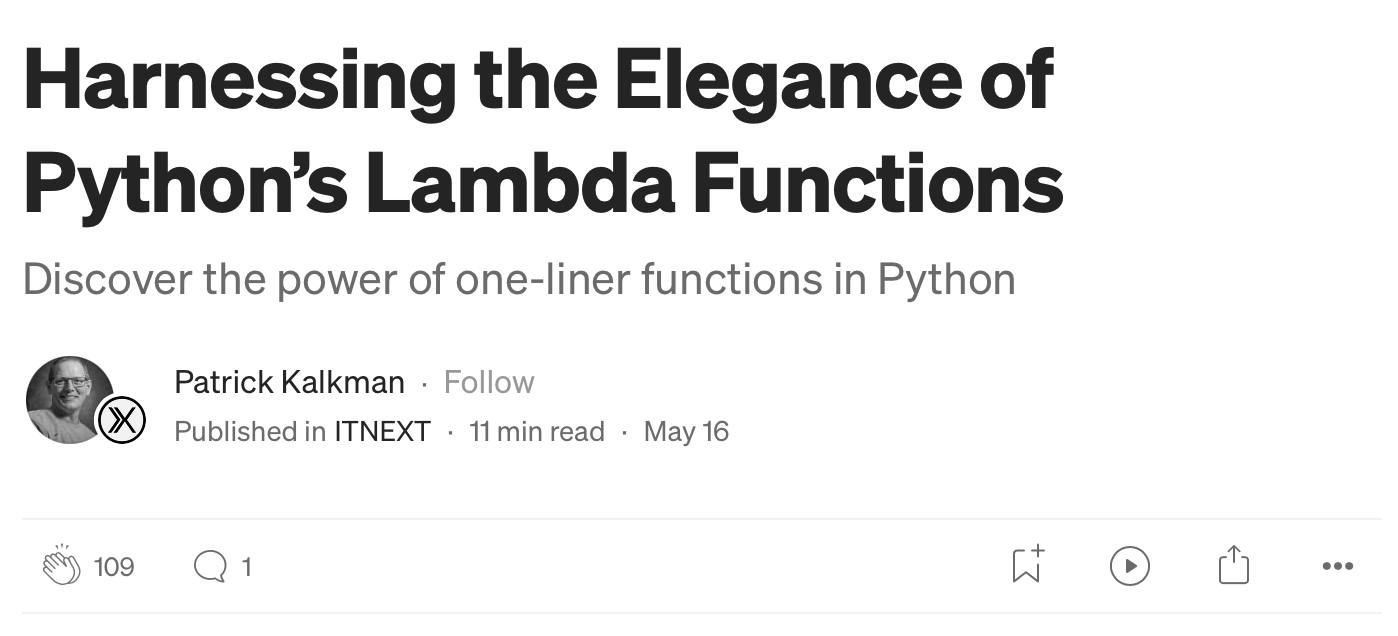 Harnessing the Elegance of
Python’s Lambda Functions
Discover the power of one-liner functions in Python
Patrick Kalkman · Follow
Published in ITNEXT · 11 min read · May 16
109 1